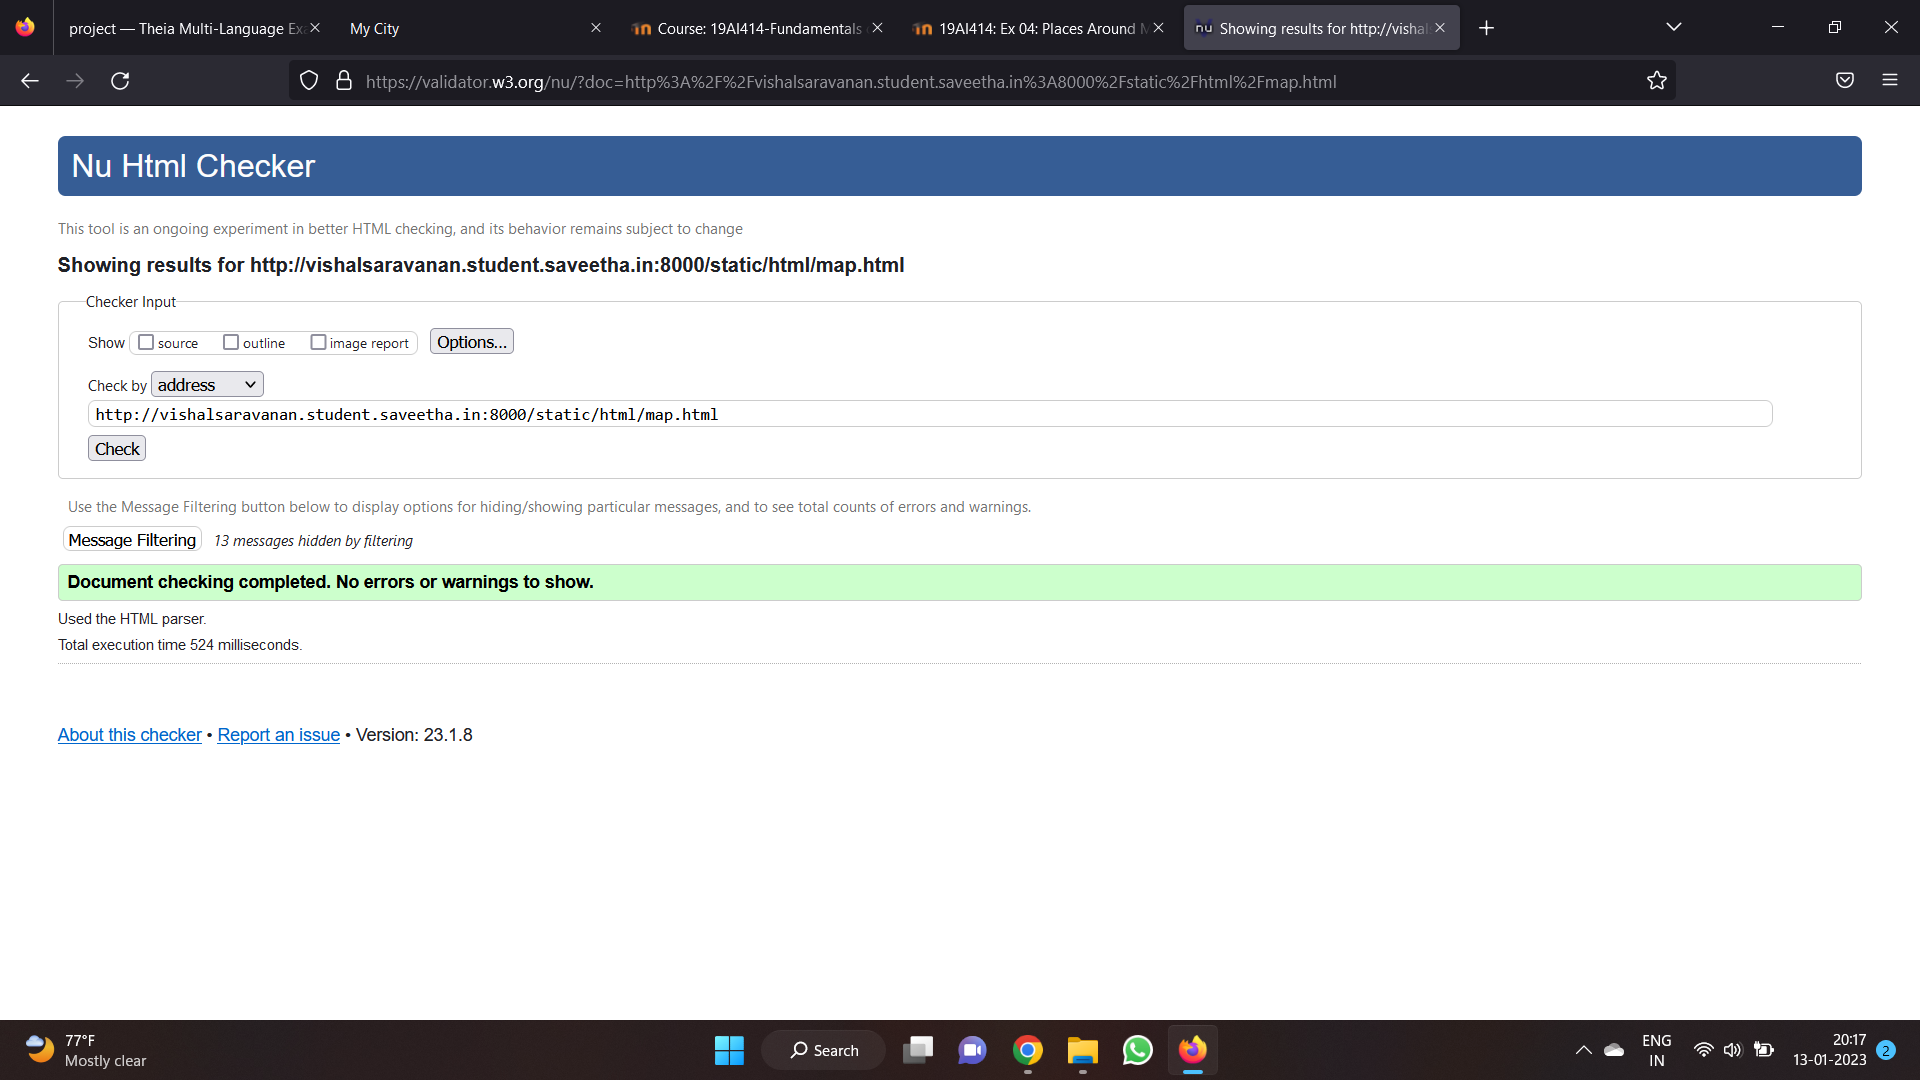 project — Theia Multi-Language Ex
My City
Course: 19AI414-Fundamentals
19AI414: Ex 04: Places Around M
nu Showing results for http://visha
https://validator.w3.org/nu/?doc=http%3A%2F%2Fvishalsaravanan.student.saveetha.in%3A8000%2Fstatic%2Fhtml%2Fmap.html
Nu Html Checker
This tool is an ongoing experiment in better HTML checking, and its behavior remains subject to change
Showing results for http://vishalsaravanan.student.saveetha.in:8000/static/html/map.html
Checker Input
Show source outline image report Options...
Check by address
http://vishalsaravanan.student.saveetha.in:8000/static/html/map.html
Check
Use the Message Filtering button below to display options for hiding/showing particular messages, and to see total counts of errors and warnings.
Message Filtering 13 messages hidden by filtering
Document checking completed. No errors or warnings to show.
Used the HTML parser.
Total execution time 524 milliseconds.
About this checker • Report an issue • Version: 23.1.8
77°F
Mostly clear
Search
ENG
IN
20:17
13-01-2023
2